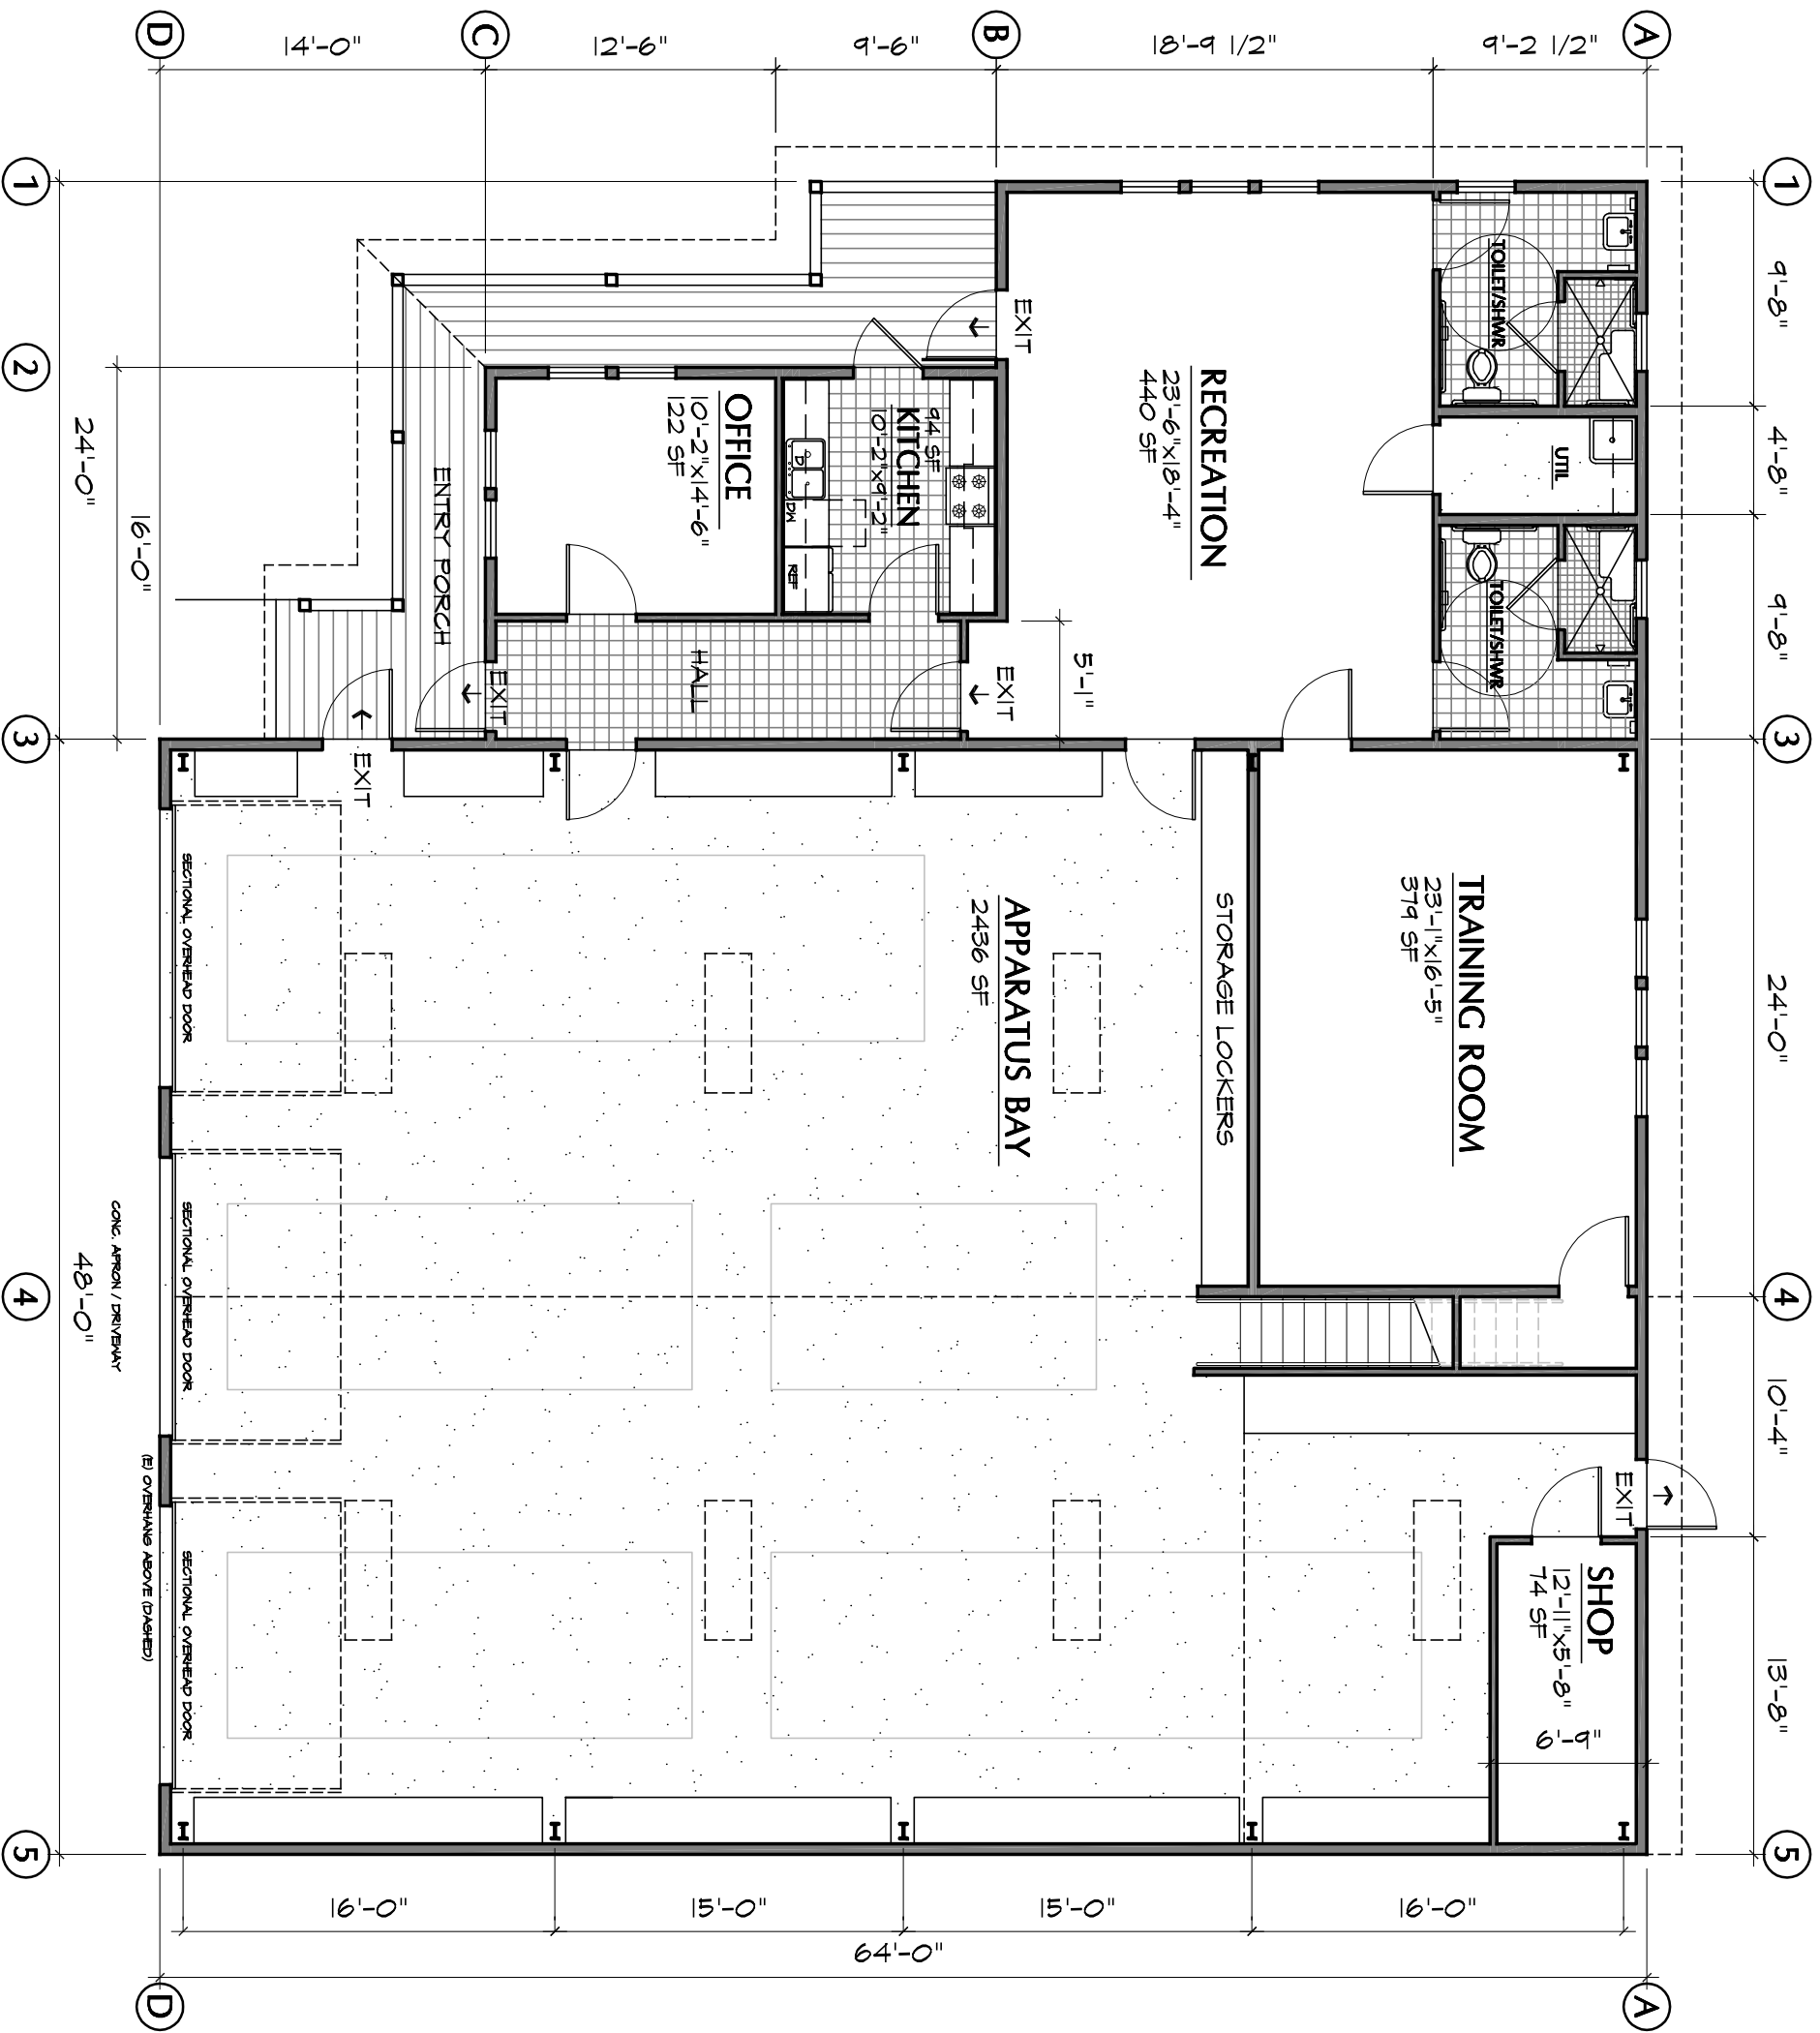 D
C
B
A
14'-0"
12'-6"
9'-6"
18'-9 1/2"
9'-2 1/2"
1
1
9'-8"
TOILET/SHWR
EXIT
2
RECREATION
23'-6"x18'-4"
440 SF
OFFICE
10'-2"x14'-6"
122 SF
KITCHEN
10'-2"x9'-2"
94 SF
D
DW
REF
UTIL
4'-8"
24'-0"
16'-0"
ENTRY PORCH
TOILET/SHWR
9'-8"
HALL
EXIT
EXIT
5'-1"
3
3
EXIT
SECTIONAL OVERHEAD DOOR
APPARATUS BAY
2436 SF
STORAGE LOCKERS
TRAINING ROOM
23'-1"x16'-5"
379 SF
24'-0"
4
4
48'-0"
CONC. APRON / DRIVEWAY
SECTIONAL OVERHEAD DOOR
10'-4"
EXIT
(E) OVERHANG ABOVE (DASHED)
SECTIONAL OVERHEAD DOOR
SHOP
12'-11"x5'-8"
74 SF
6'-9"
13'-8"
5
5
16'-0"
15'-0"
15'-0"
16'-0"
64'-0"
D
A